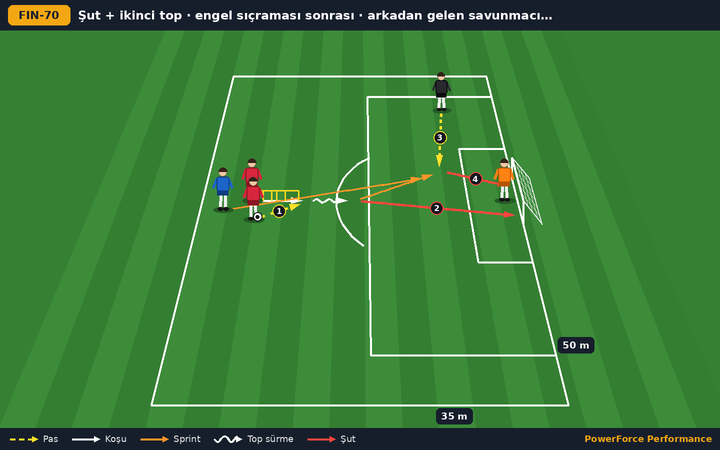 FIN-70 Şut + ikinci top · engel sıçraması sonrası · arkadan gelen savunmacı...
3
4
1
2
50 m
35 m
Pas Koşu Sprint Top sürme Şut PowerForce Performance